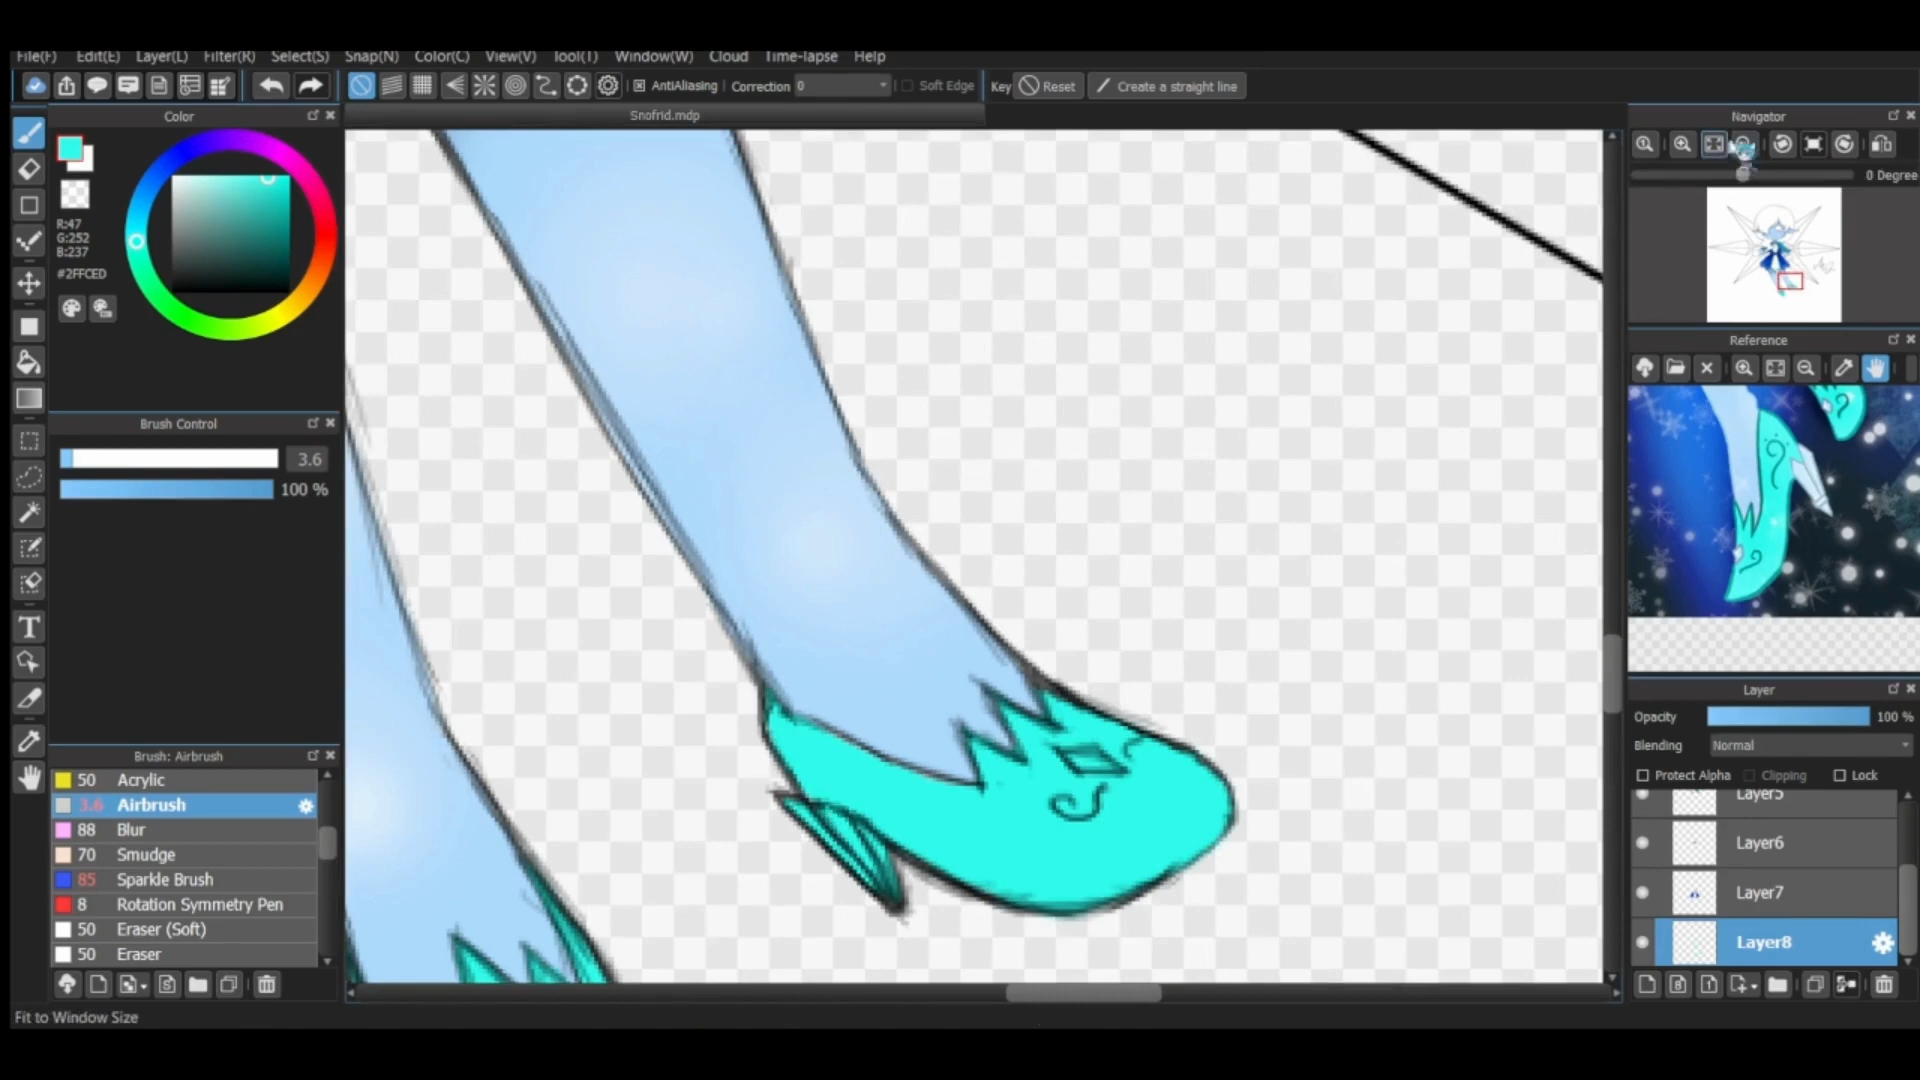 File(F) Edit(E) Layer(L) Filter(R) Select(S) Snap(N) Color(C) View(V) Tool(T) Window(W) Cloud Time-lapse Help
AntiAliasing Correction 0 Soft Edge Key Reset Create a straight line
Color
Snofrid.mdp
Navigator
0 Degree
R:47
G:252
B:237
#2FFCED
Reference
Brush Control
3.6
100 %
Layer
Opacity 100 %
Blending Normal
Protect Alpha Clipping Lock
Layer5
Layer6
Layer7
Layer8
Brush: Airbrush
50 Acrylic
3.6 Airbrush
88 Blur
70 Smudge
85 Sparkle Brush
8 Rotation Symmetry Pen
50 Eraser (Soft)
50 Eraser
Fit to Window Size